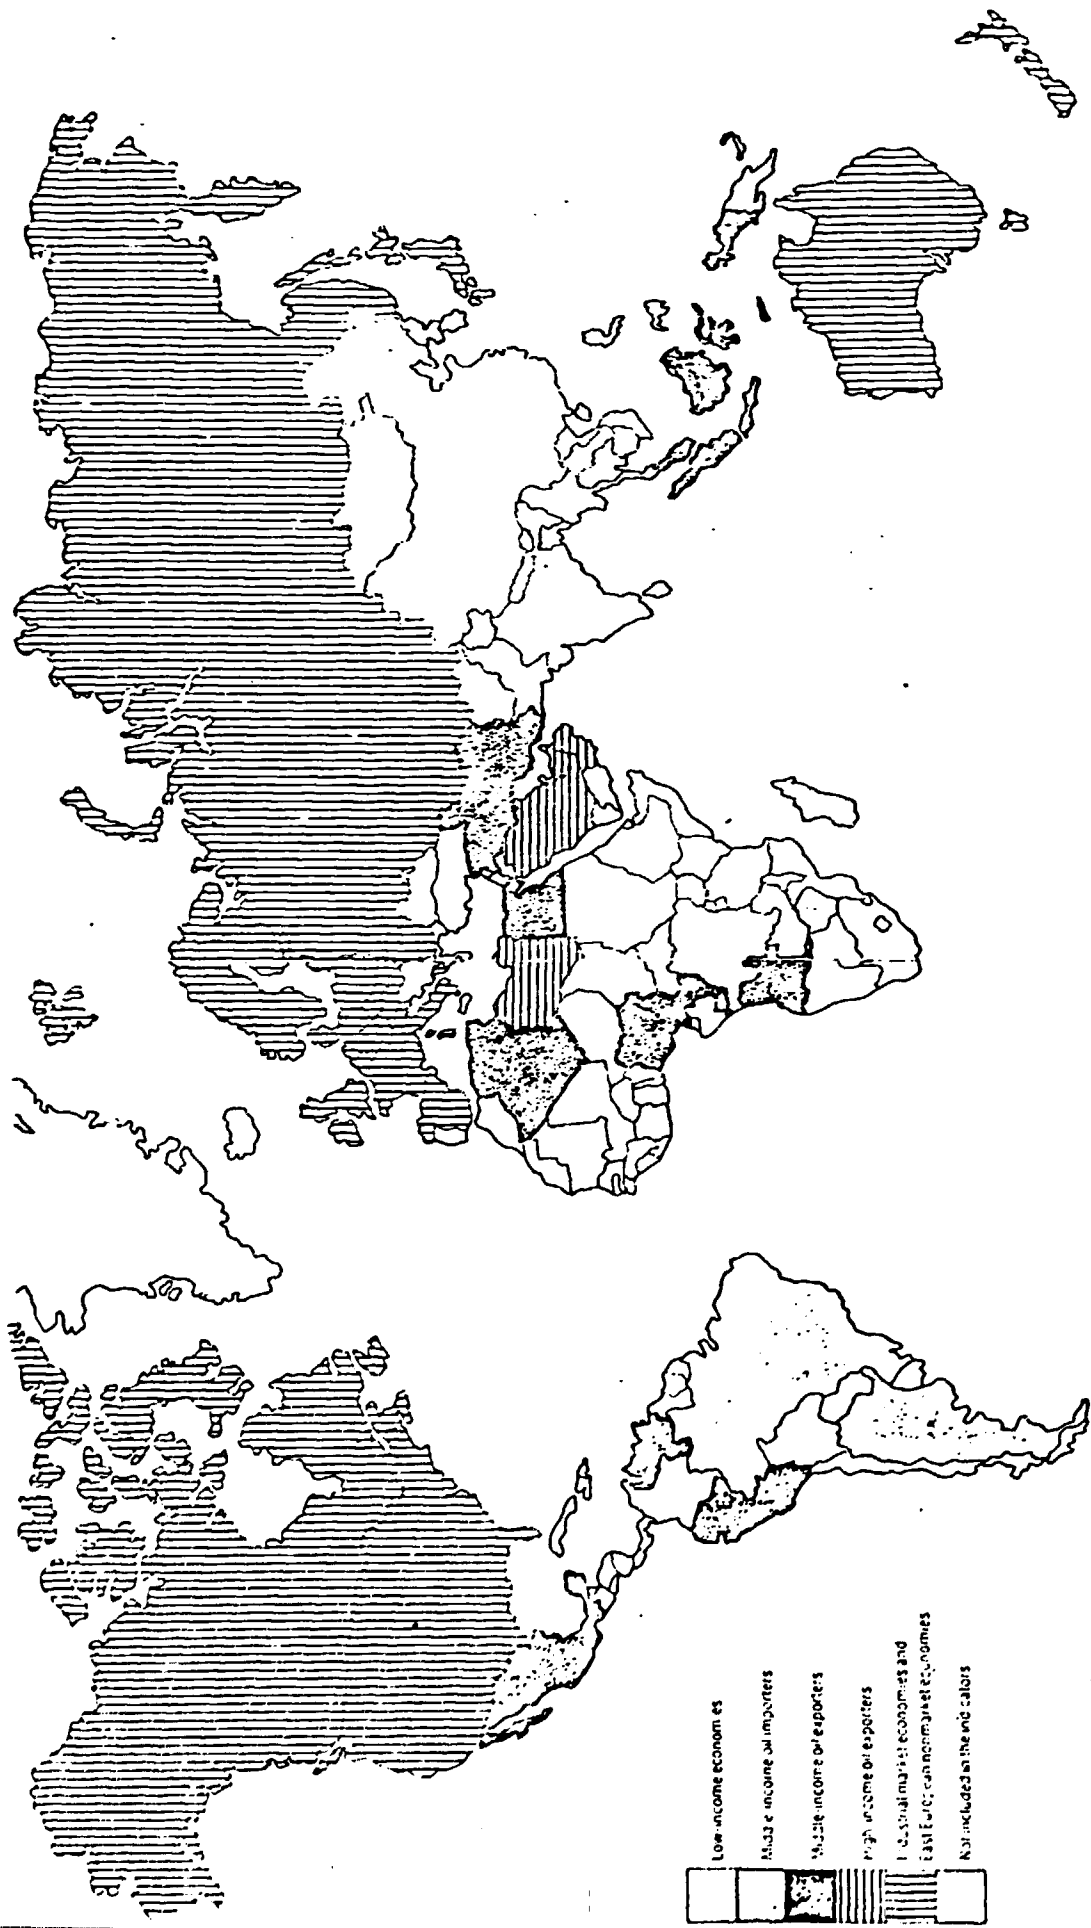 Low-income economies
Middle-income oil importers
Middle-income oil exporters
High-income oil exporters
Industrial market economies and
East European nonmarket economies
Not included in the indicators